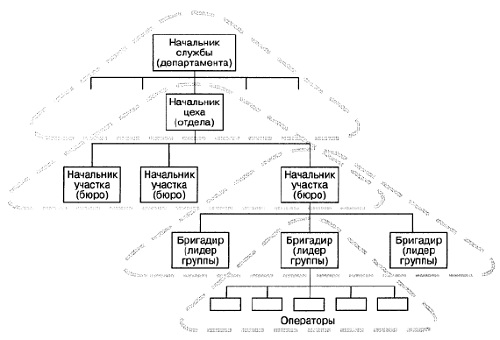 Начальник
службы
(департамента)
Начальник
цеха
(отдела)
Начальник
участка
(бюро)
Начальник
участка
(бюро)
Начальник
участка
(бюро)
Бригадир
(лидер
группы)
Бригадир
(лидер
группы)
Бригадир
(лидер
группы)
Операторы